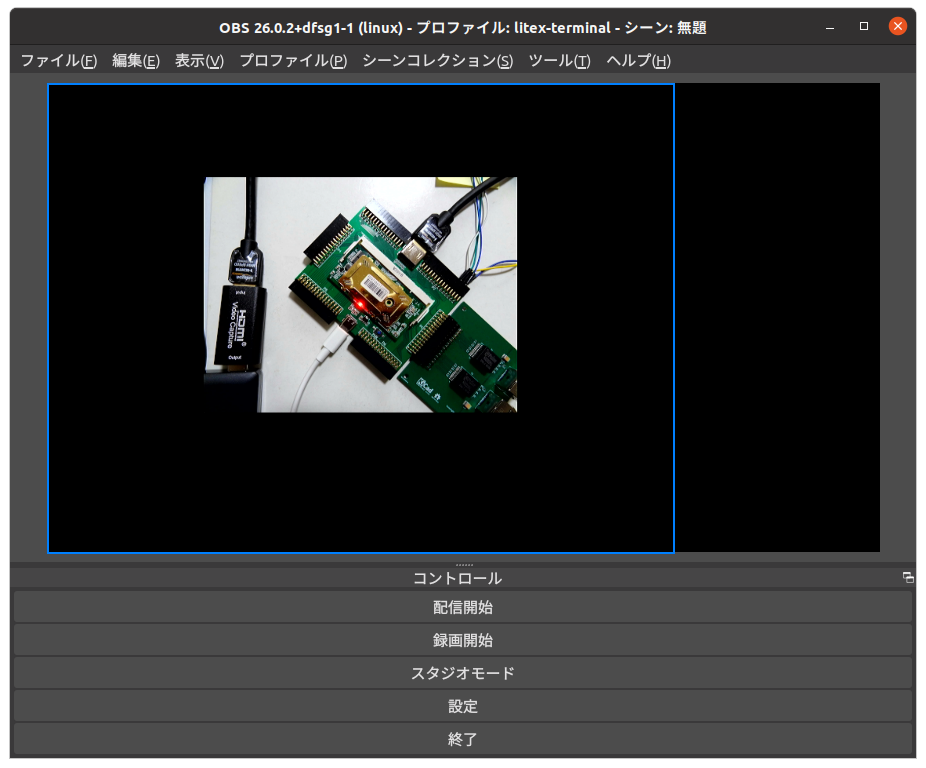 OBS 26.0.2+dfsg1-1 (linux) - プロファイル: litex-terminal - シーン: 無題
ファイル(F) 編集(E) 表示(V) プロファイル(P) シーンコレクション(S) ツール(T) ヘルプ(H)
Input
HDMI®
Video Capture
Output
コントロール
配信開始
録画開始
スタジオモード
設定
終了